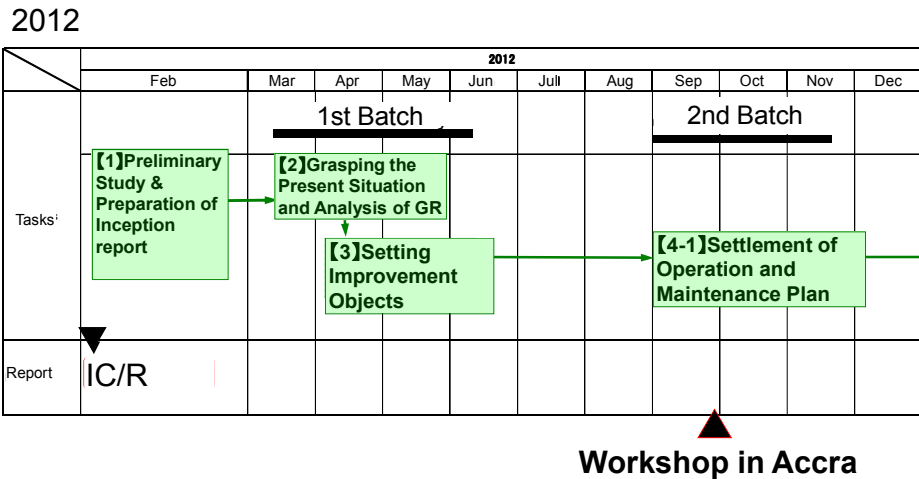 2012
2012
Feb Mar Apr May Jun Jull Aug Sep Oct Nov Dec
1st Batch 2nd Batch
【1】Preliminary
Study &
Preparation of
Inception
report
【2】Grasping the
Present Situation
and Analysis of GR
Tasks
【3】Setting
Improvement
Objects
【4-1】Settlement of
Operation and
Maintenance Plan
Report
IC/R
Workshop in Accra